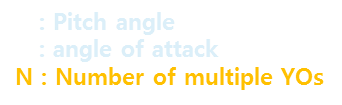 : Pitch angle
: angle of attack
N : Number of multiple YOs